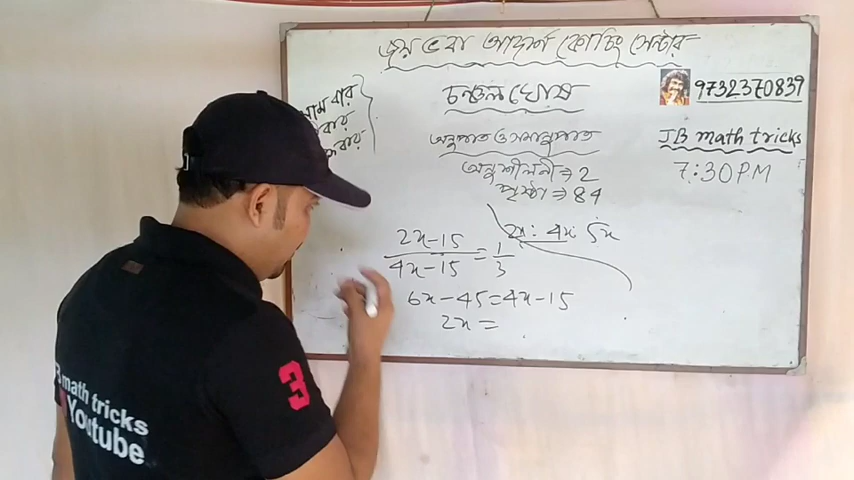 জয় ভবা আদর্শ কোচিং সেন্টার
চঞ্চল ঘোষ
9732370839
অনুপাত ও সমানুপাত
JB math tricks
অনুশীলনী ⇒ 2
7:30PM
পৃষ্ঠা ⇒ 84
2x : 4x : 5x
2x-15/4x-15 = 1/3
6x-45=4x-15
2x =
3
math tricks
Youtube